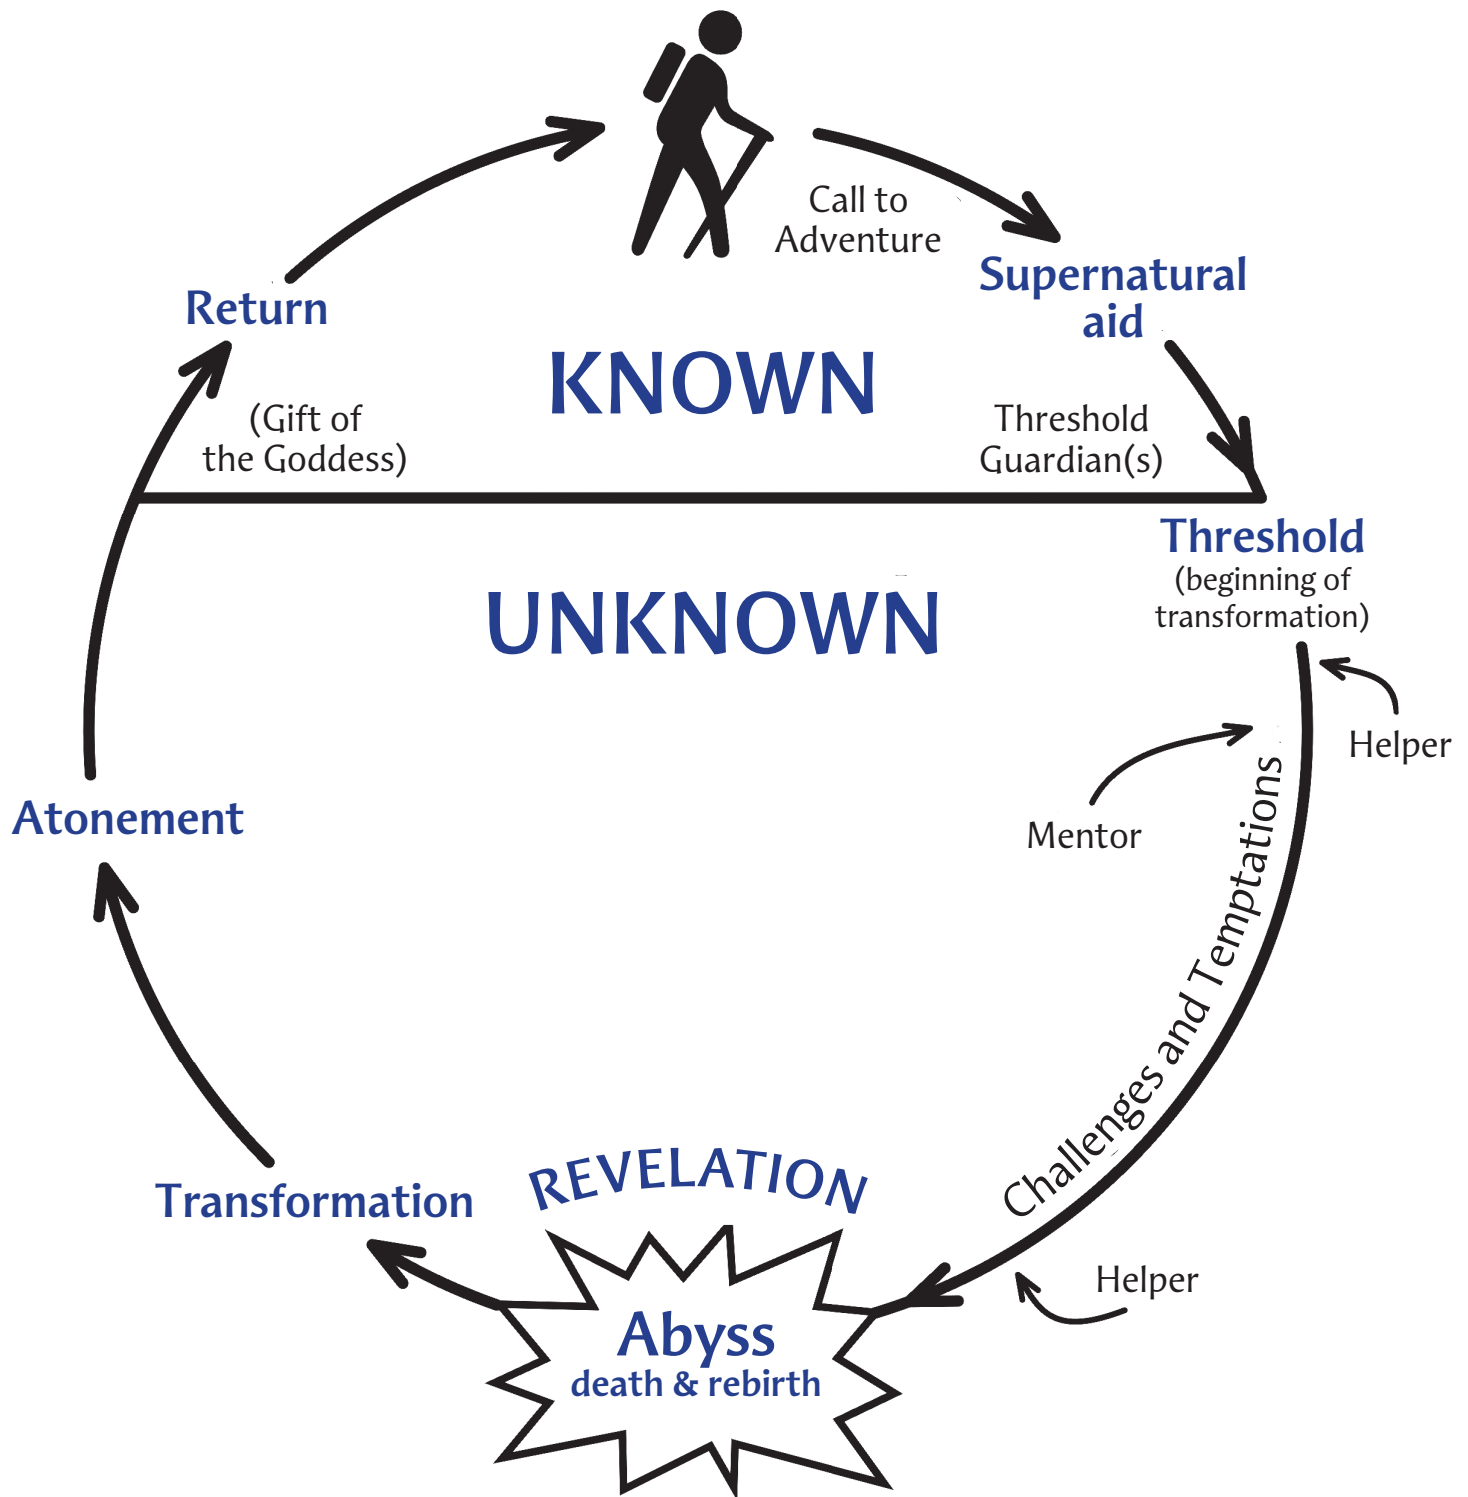 Call to
Adventure
Supernatural
aid
Return
KNOWN
(Gift of
the Goddess)
Threshold
Guardian(s)
Threshold
(beginning of
transformation)
UNKNOWN
Helper
Mentor
Challenges and Temptations
Atonement
Helper
REVELATION
Transformation
Abyss
death & rebirth